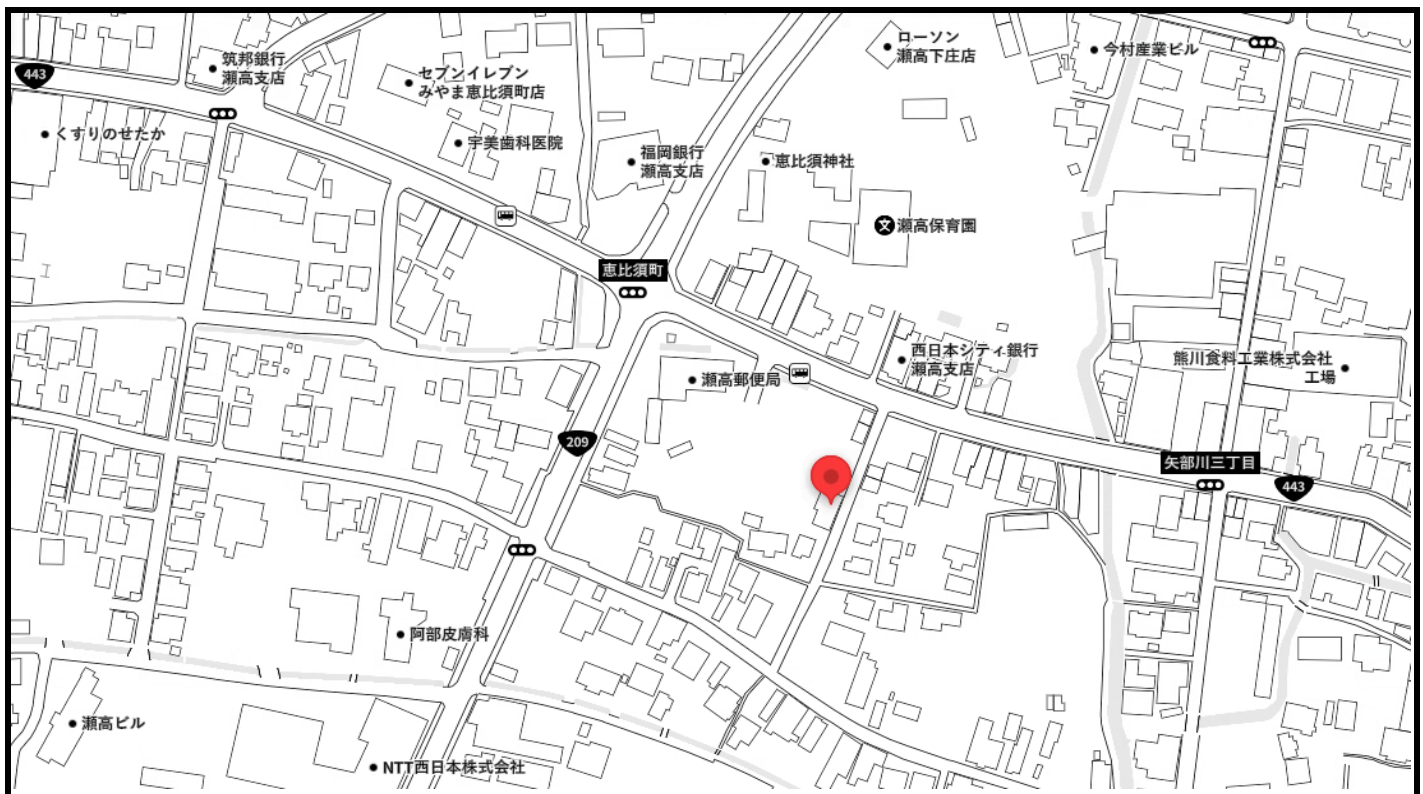 ローソン
瀬高下庄店
今村産業ビル
筑邦銀行
瀬高支店
443
セブンイレブン
みやま恵比須町店
くすりのせたか
宇美歯科医院
福岡銀行
瀬高支店
恵比須神社
文
瀬高保育園
恵比須町
西日本シティ銀行
瀬高支店
熊川食料工業株式会社
工場
瀬高郵便局
209
矢部川三丁目
443
阿部皮膚科
瀬高ビル
NTT西日本株式会社